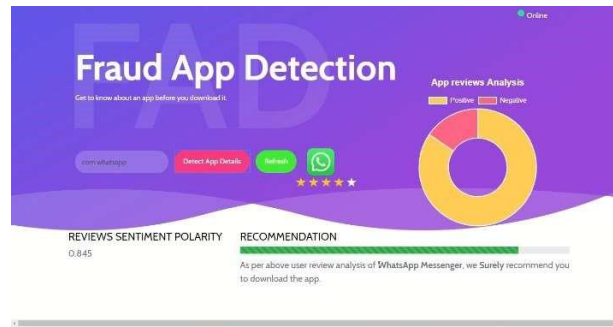 Online
FAD
Fraud App Detection
Get to know about an app before you download it.
App reviews Analysis
Positive Negative
com.whatsapp
Detect App Details
Refresh
REVIEWS SENTIMENT POLARITY
0.845
RECOMMENDATION
As per above user review analysis of WhatsApp Messenger, we Surely recommend you
to download the app.